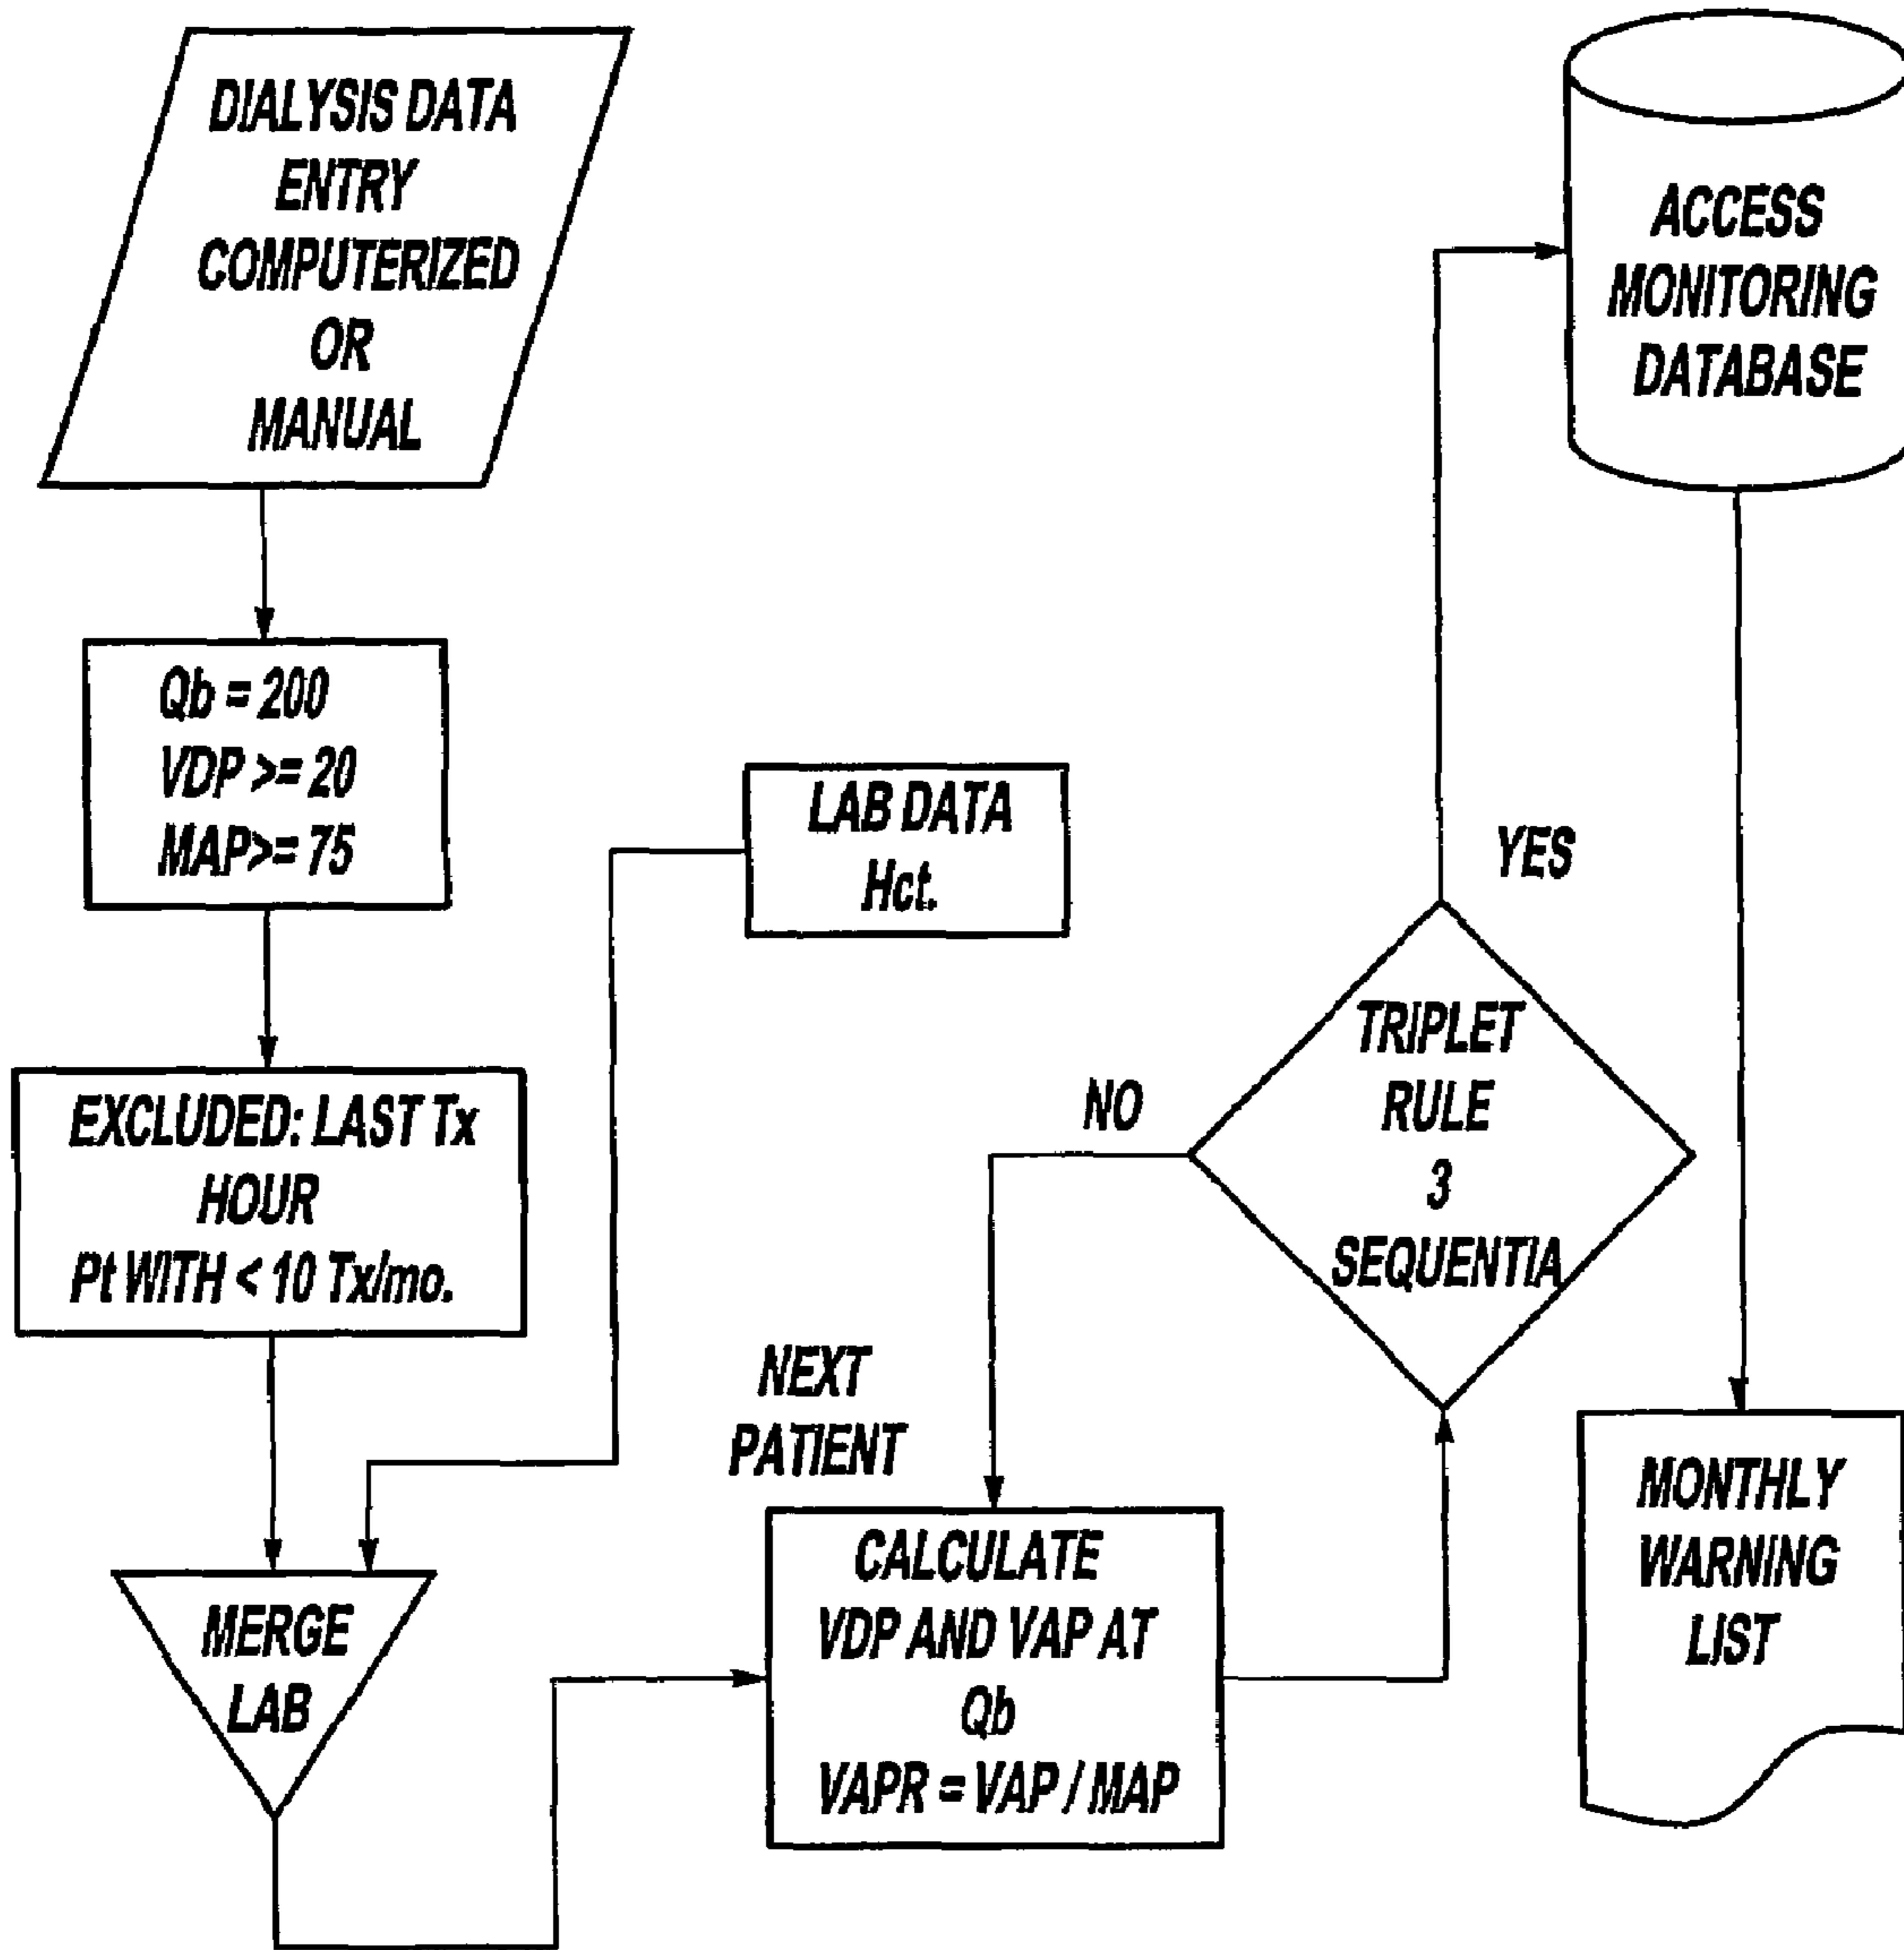 DIALYSIS DATA
ENTRY
COMPUTERIZED
OR
MANUAL
Qb = 200
VDP >= 20
MAP>= 75
EXCLUDED: LAST Tx
HOUR
Pt WITH < 10 Tx/mo.
MERGE
LAB
LAB DATA
Hct.
NEXT
PATIENT
CALCULATE
VDP AND VAP AT
Qb
VAPR = VAP / MAP
NO
TRIPLET
RULE
3
SEQUENTIA
YES
ACCESS
MONITORING
DATABASE
MONTHLY
WARNING
LIST